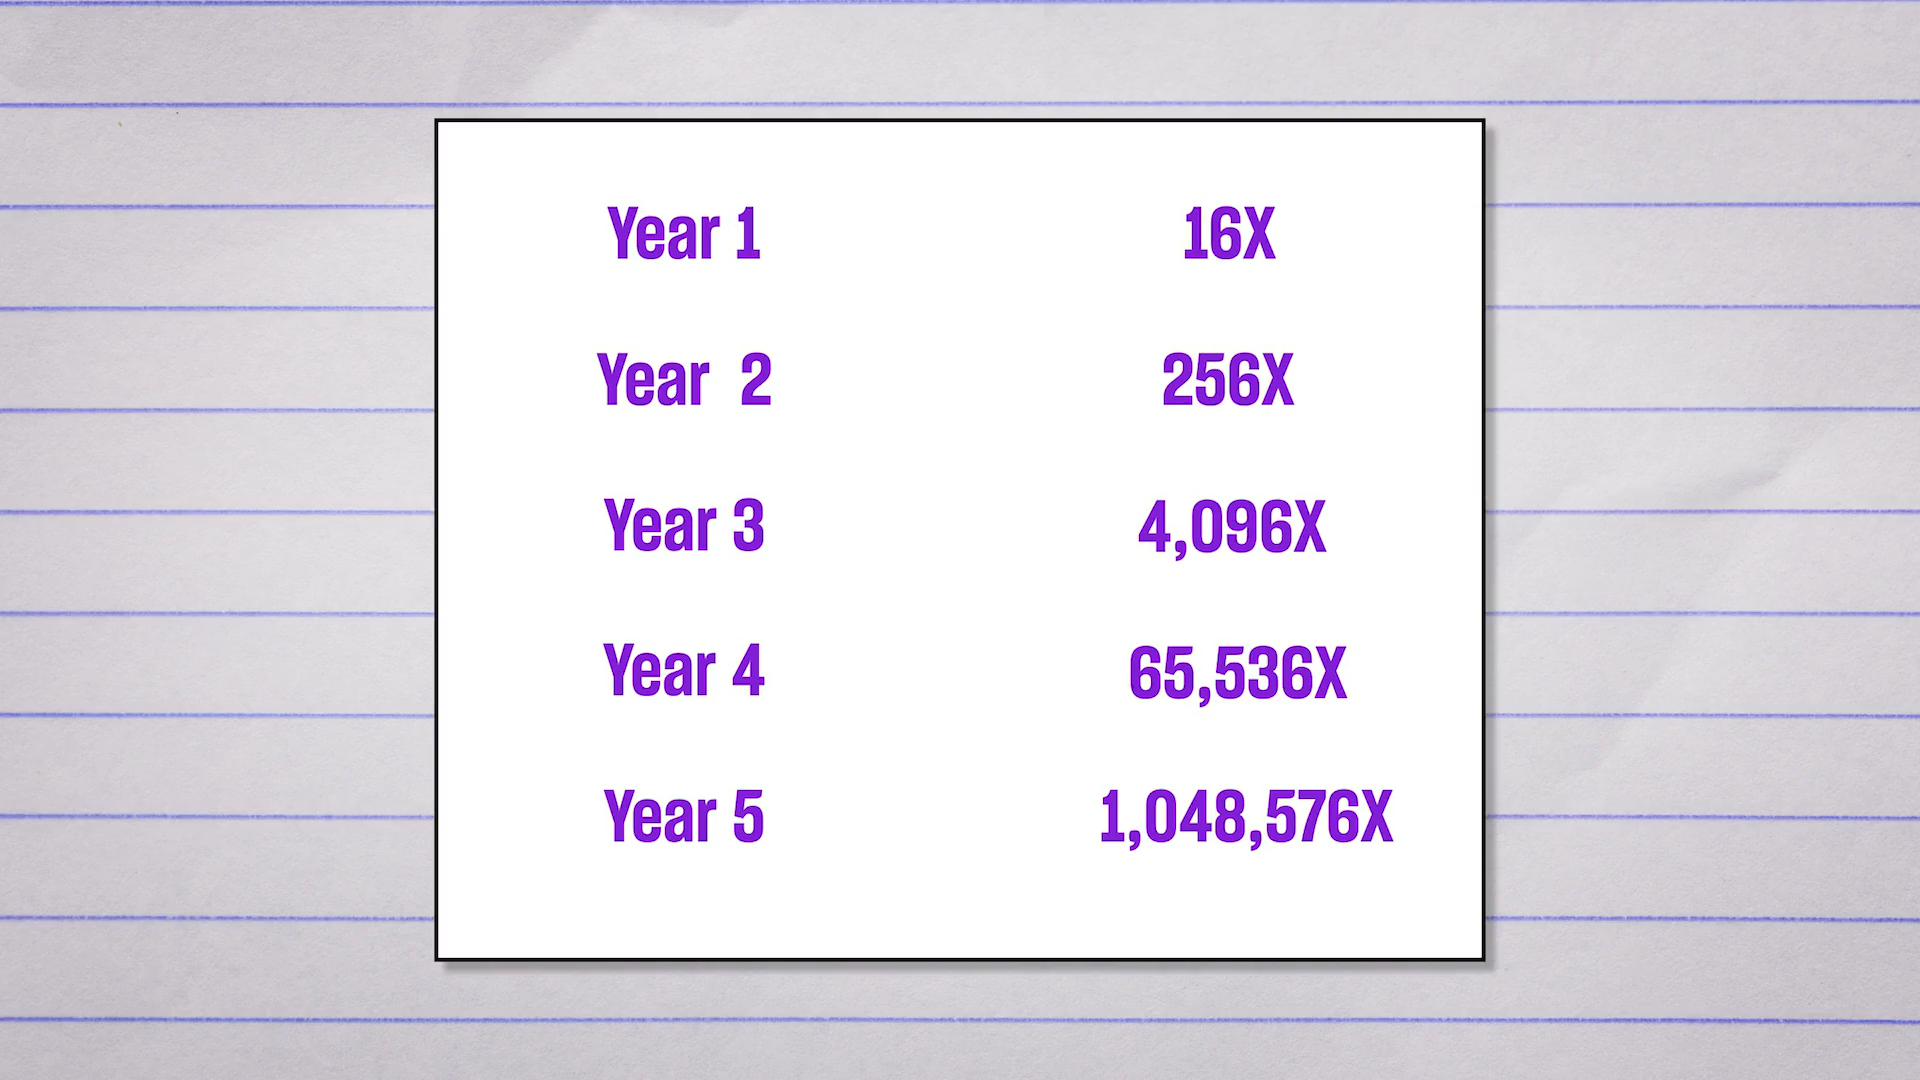 Year 1 16X
Year 2 256X
Year 3 4,096X
Year 4 65,536X
Year 5 1,048,576X